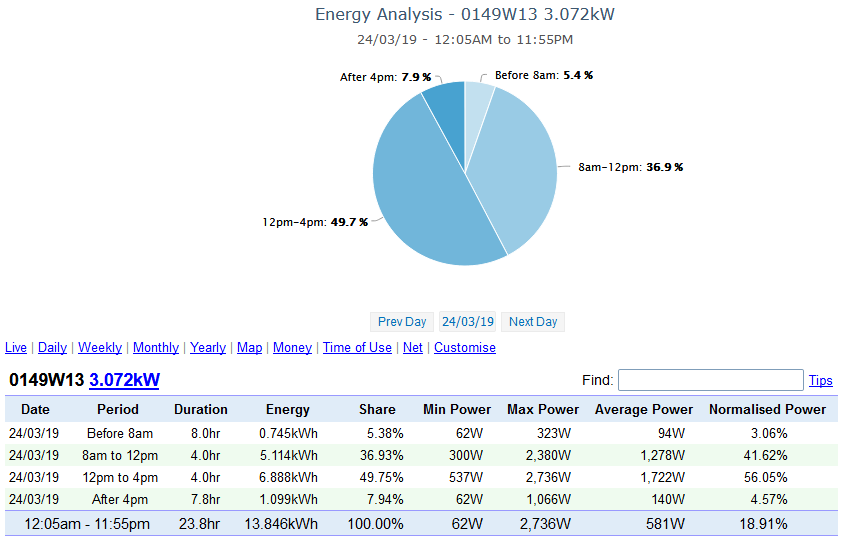 Energy Analysis - 0149W13 3.072kW
24/03/19 - 12:05AM to 11:55PM
After 4pm: 7.9 %
Before 8am: 5.4 %
8am-12pm: 36.9 %
12pm-4pm: 49.7 %
Prev Day 24/03/19 Next Day
Live | Daily | Weekly | Monthly | Yearly | Map | Money | Time of Use | Net | Customise
0149W13 3.072kW Find: Tips
Date Period Duration Energy Share Min Power Max Power Average Power Normalised Power
24/03/19 Before 8am 8.0hr 0.745kWh 5.38% 62W 323W 94W 3.06%
24/03/19 8am to 12pm 4.0hr 5.114kWh 36.93% 300W 2,380W 1,278W 41.62%
24/03/19 12pm to 4pm 4.0hr 6.888kWh 49.75% 537W 2,736W 1,722W 56.05%
24/03/19 After 4pm 7.8hr 1.099kWh 7.94% 62W 1,066W 140W 4.57%
12:05am - 11:55pm 23.8hr 13.846kWh 100.00% 62W 2,736W 581W 18.91%